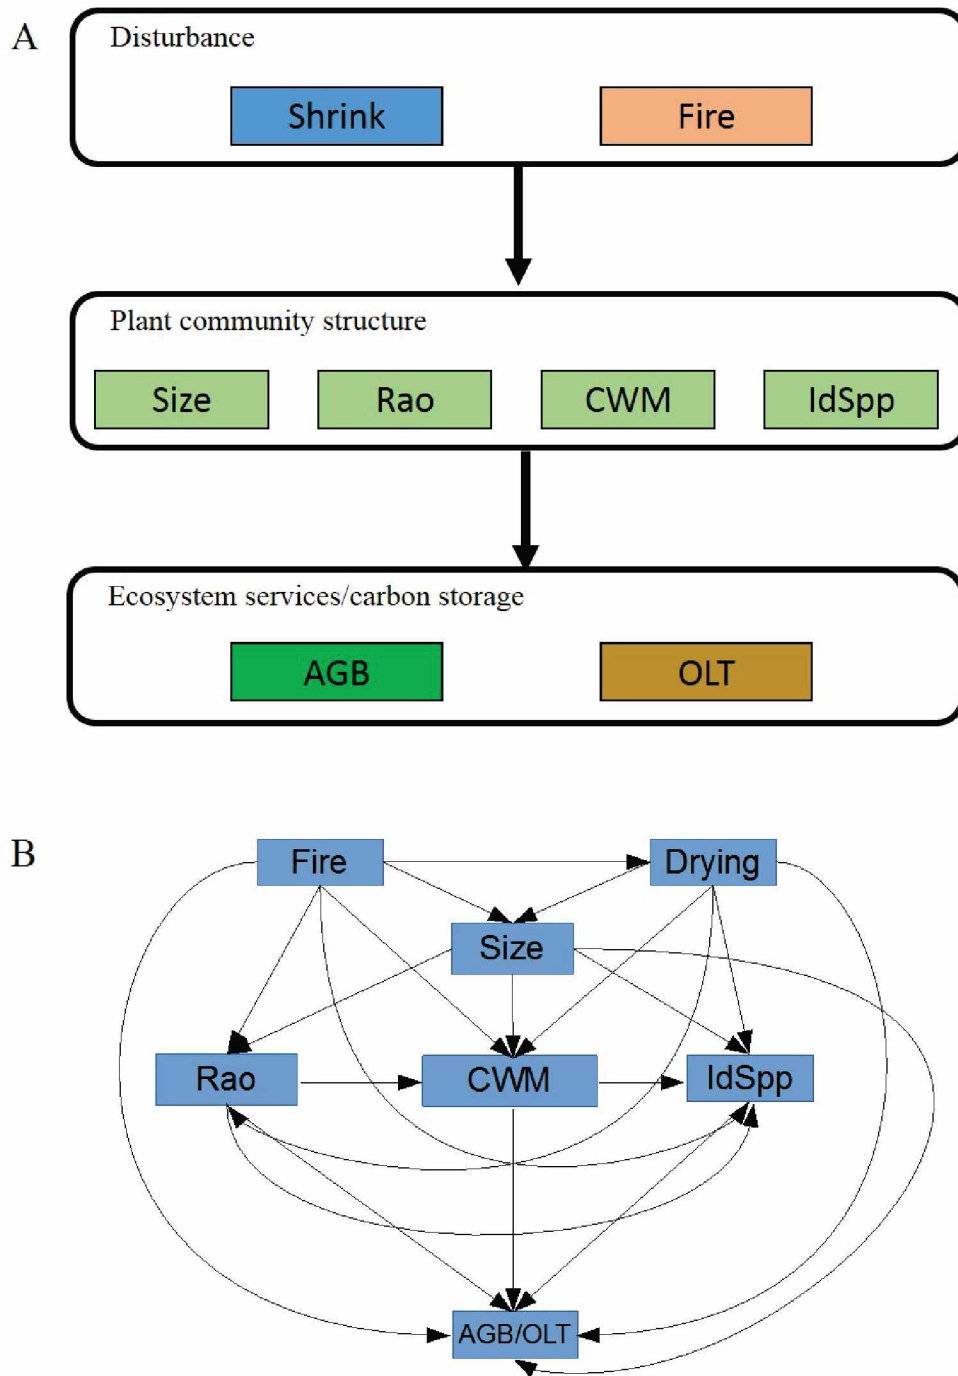 A
Disturbance
Shrink Fire
Plant community structure
Size Rao CWM IdSpp
Ecosystem services/carbon storage
AGB OLT
B
Fire Drying
Size
Rao CWM IdSpp
AGB/OLT